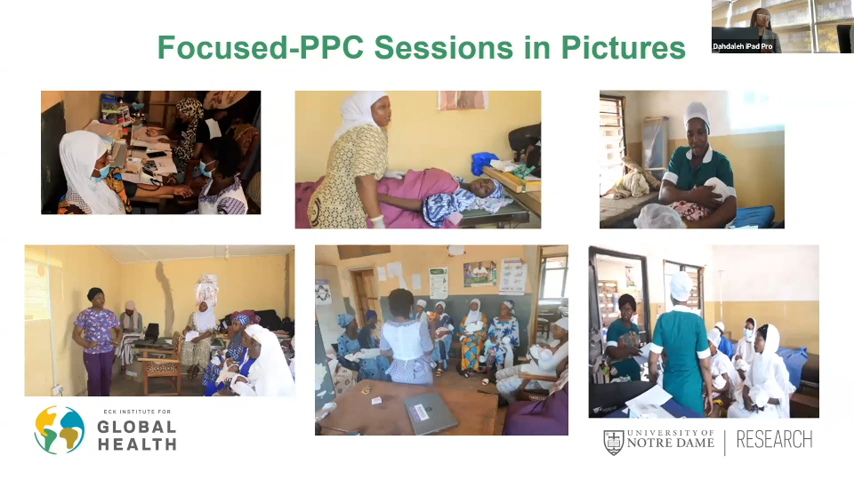 Focused-PPC Sessions in Pictures
Dahdaleh iPad Pro
ECK INSTITUTE FOR
GLOBAL
HEALTH
UNIVERSITY OF
NOTRE DAME
RESEARCH